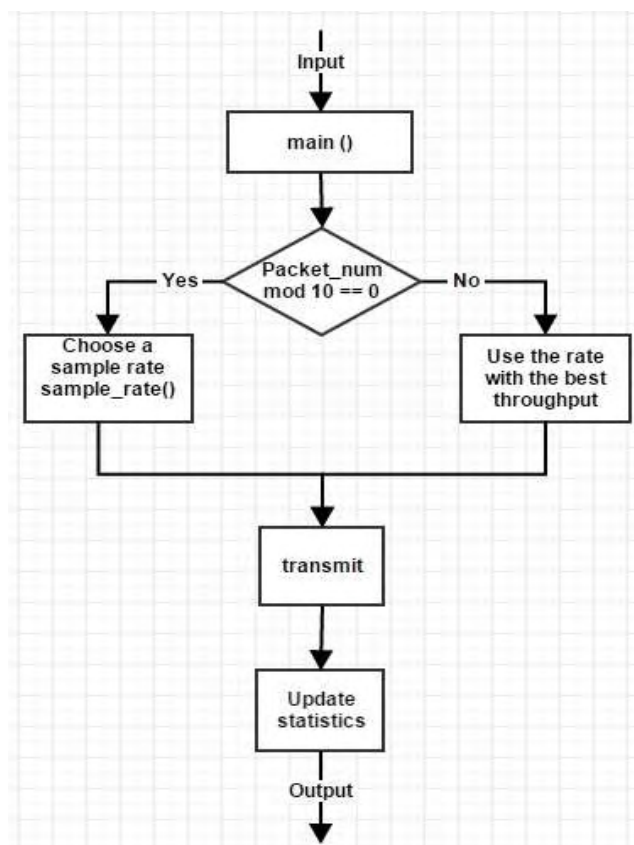 Input
main ()
Packet_num
mod 10 == 0
Yes
No
Choose a
sample rate
sample_rate()
Use the rate
with the best
throughput
transmit
Update
statistics
Output